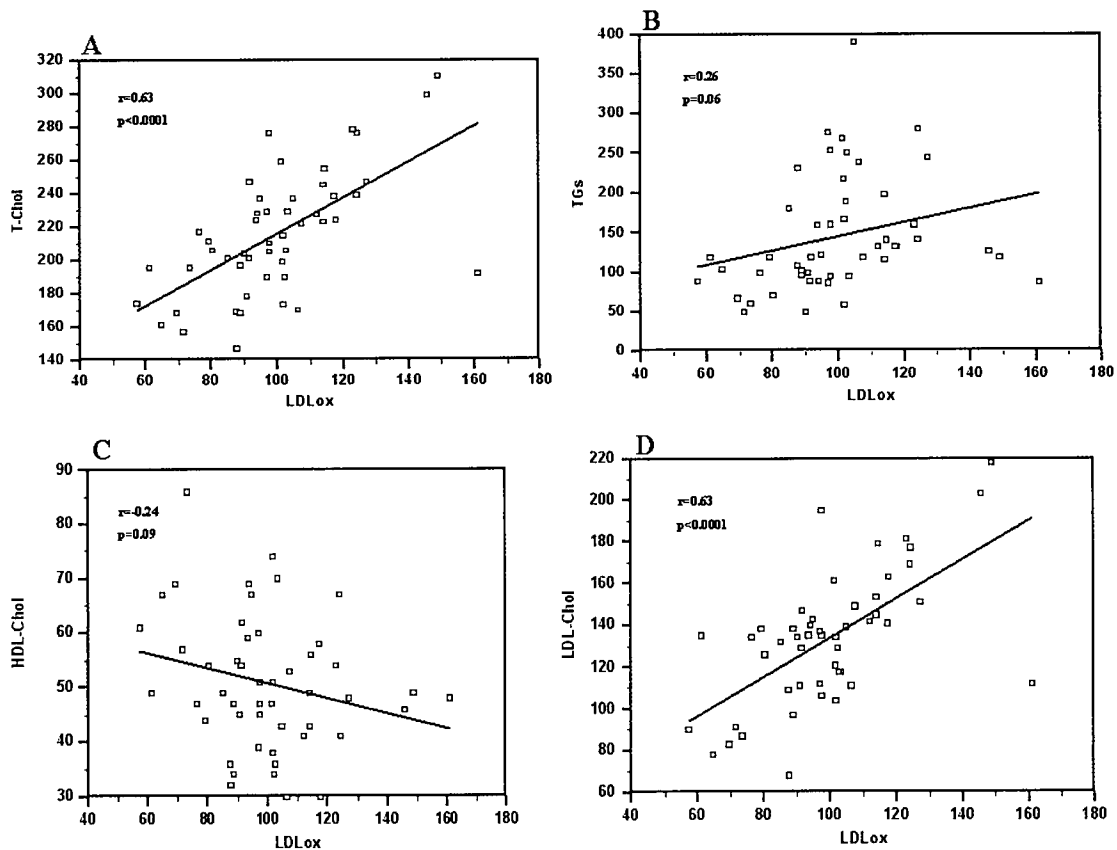 A
T-Chol
320
300
280
260
240
220
200
180
160
140
r=0.63
p<0.0001
40 60 80 100 120 140 160 180
LDLox
B
TGs
400
350
300
250
200
150
100
50
0
r=0.26
p=0.06
40 60 80 100 120 140 160 180
LDLox
C
HDL-Chol
90
80
70
60
50
40
30
r=-0.24
p=0.09
40 60 80 100 120 140 160 180
LDLox
D
LDL-Chol
220
200
180
160
140
120
100
80
60
r=0.63
p<0.0001
40 60 80 100 120 140 160 180
LDLox